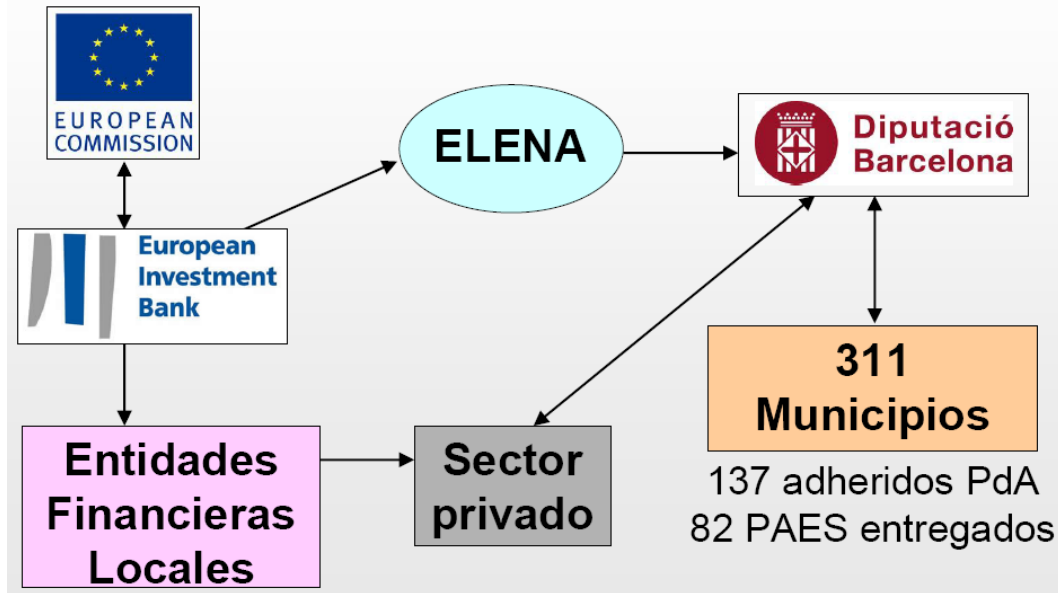 EUROPEAN
COMMISSION
ELENA
Diputació
Barcelona
European
Investment
Bank
311
Municipios
Entidades
Financieras
Locales
Sector
privado
137 adheridos PdA
82 PAES entregados